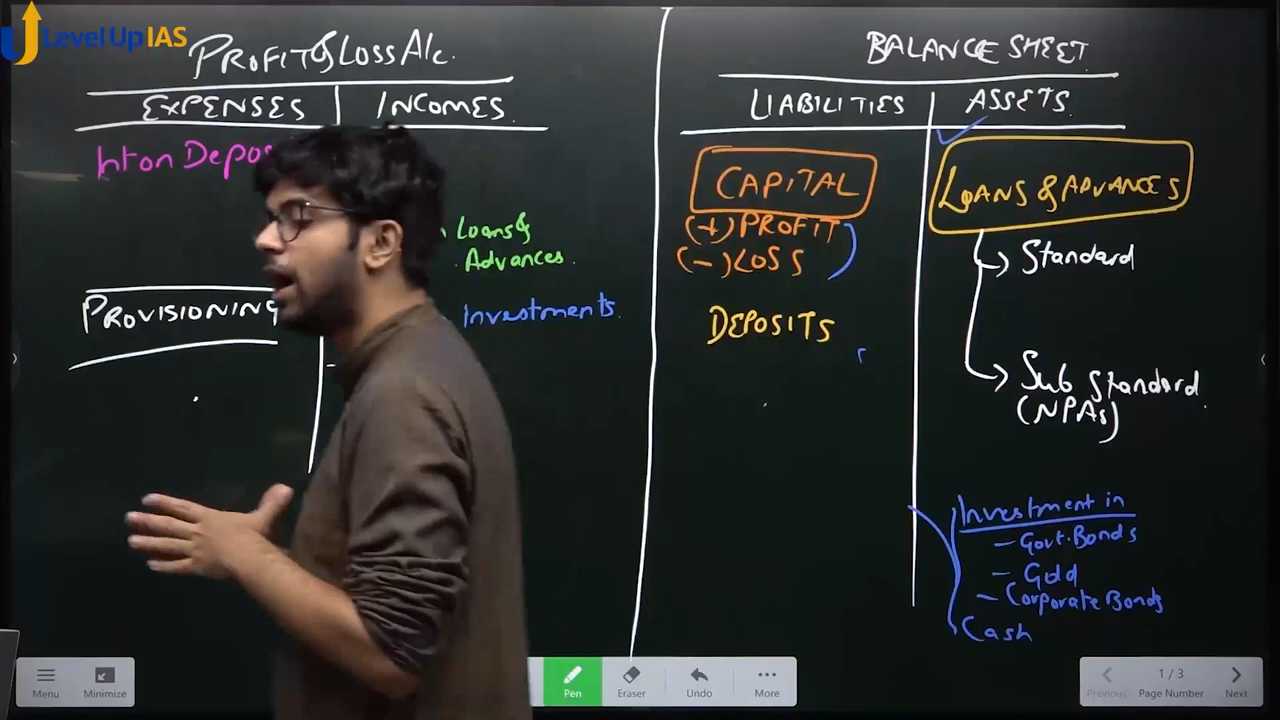 LevelUp IAS
PROFIT & LOSS A/c.
EXPENSES
INCOMES
Int on Depos
Loans &
Advances.
PROVISIONING
Investments.
BALANCE SHEET
LIABILITIES
ASSETS
CAPITAL
(+) PROFIT
(-) LOSS
DEPOSITS
LOANS & ADVANCES
Standard
Sub Standard
(NPAs)
Investment in
- Govt. Bonds
- Gold
- Corporate Bonds
Cash
Menu
Minimize
Pen
Eraser
Undo
More
Previous
1 / 3
Page Number
Next